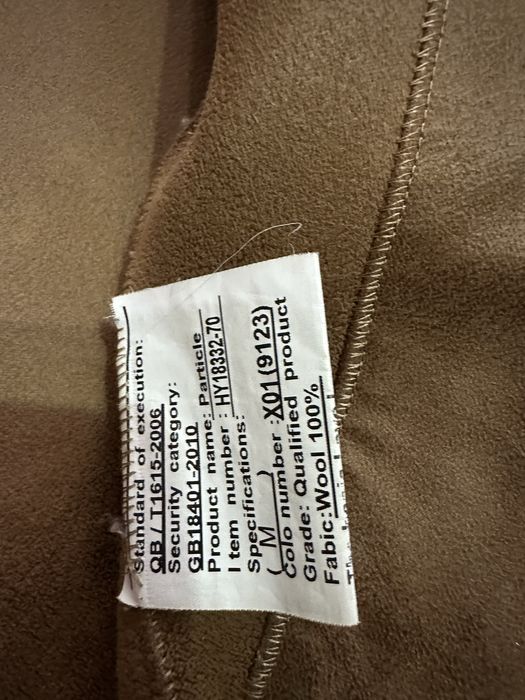 Standard of execution:
QB/T1615-2006
Security category:
GB18401-2010
Product name: Particle
Item number : HY18332-70
Specifications:
( M )
Colo number :X01(9123)
Grade: Qualified product
Fabic:Wool 100%